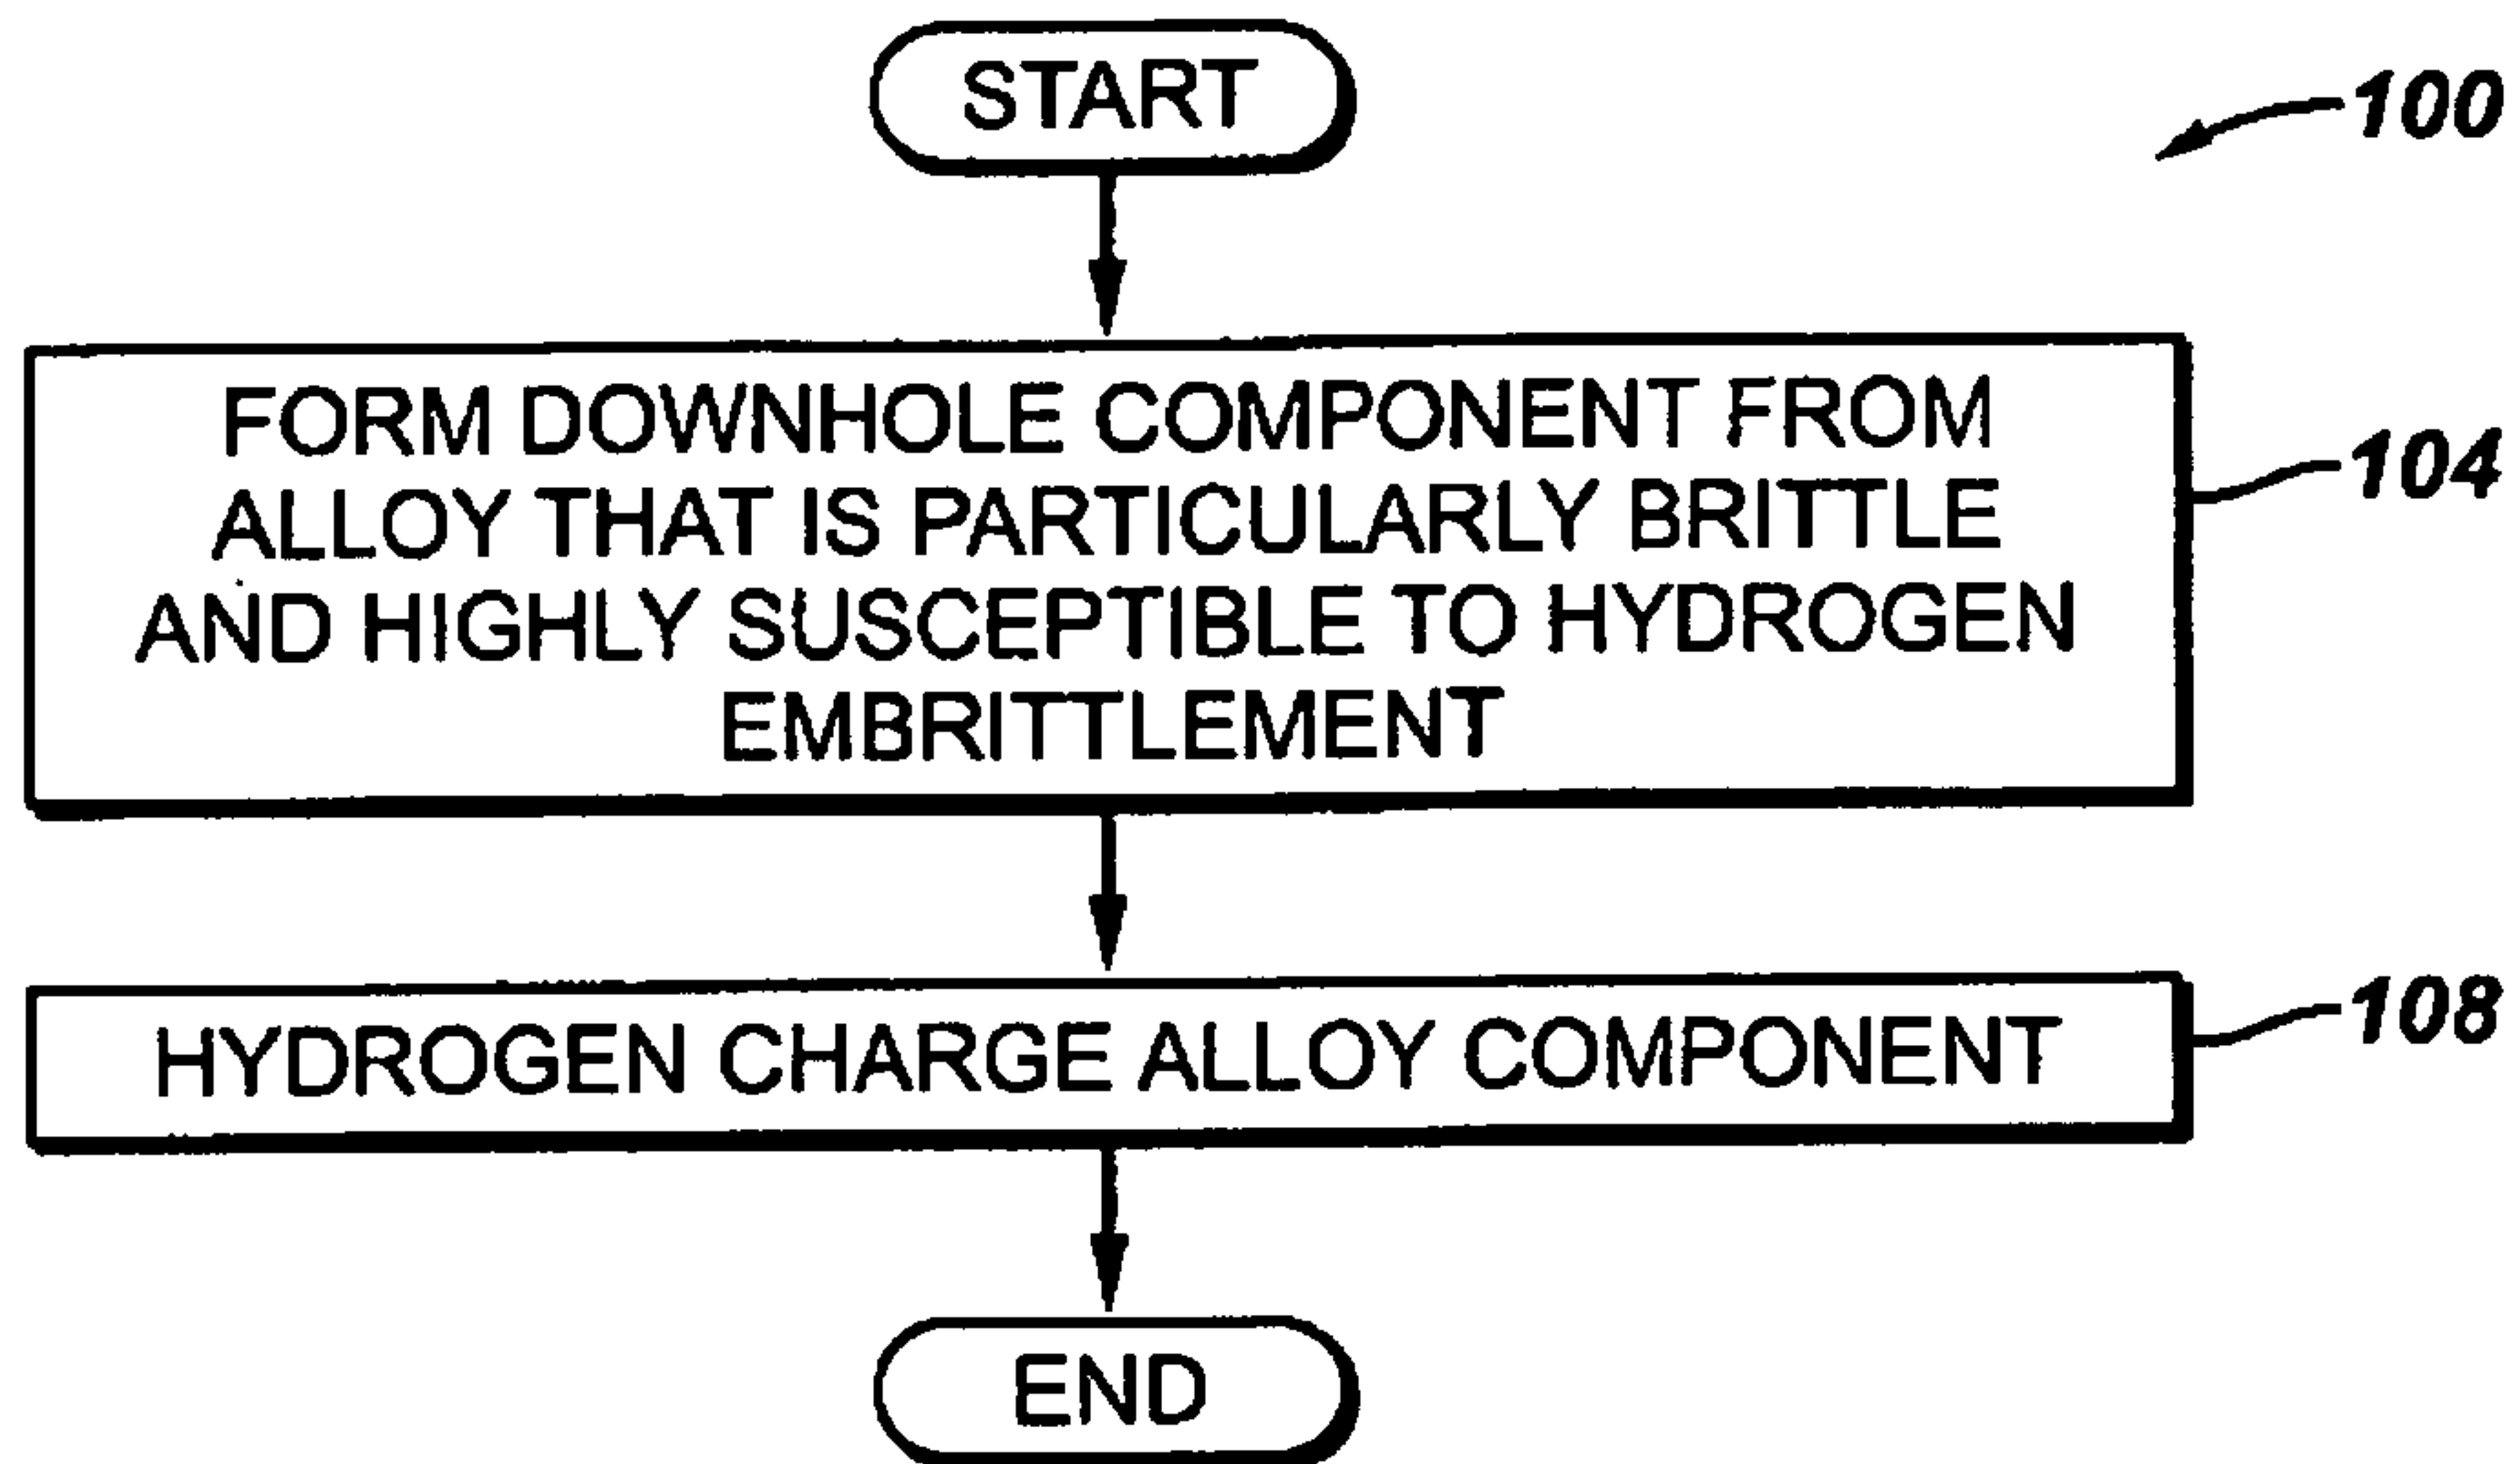 START
100
FORM DOWNHOLE COMPONENT FROM
ALLOY THAT IS PARTICULARLY BRITTLE
AND HIGHLY SUSCEPTIBLE TO HYDROGEN
EMBRITTLEMENT
104
HYDROGEN CHARGE ALLOY COMPONENT
108
END